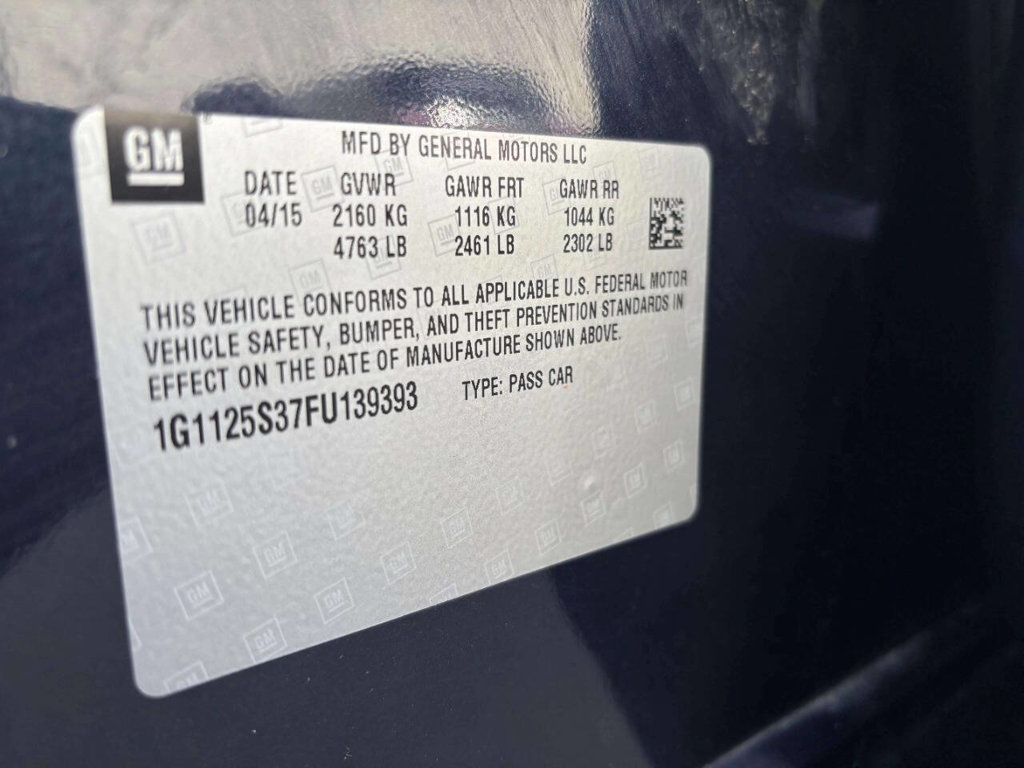 GM
MFD BY GENERAL MOTORS LLC
DATE GVWR GAWR FRT GAWR RR
04/15 2160 KG 1116 KG 1044 KG
4763 LB 2461 LB 2302 LB
THIS VEHICLE CONFORMS TO ALL APPLICABLE U.S. FEDERAL MOTOR
VEHICLE SAFETY, BUMPER, AND THEFT PREVENTION STANDARDS IN
EFFECT ON THE DATE OF MANUFACTURE SHOWN ABOVE.
1G1125S37FU139393 TYPE: PASS CAR